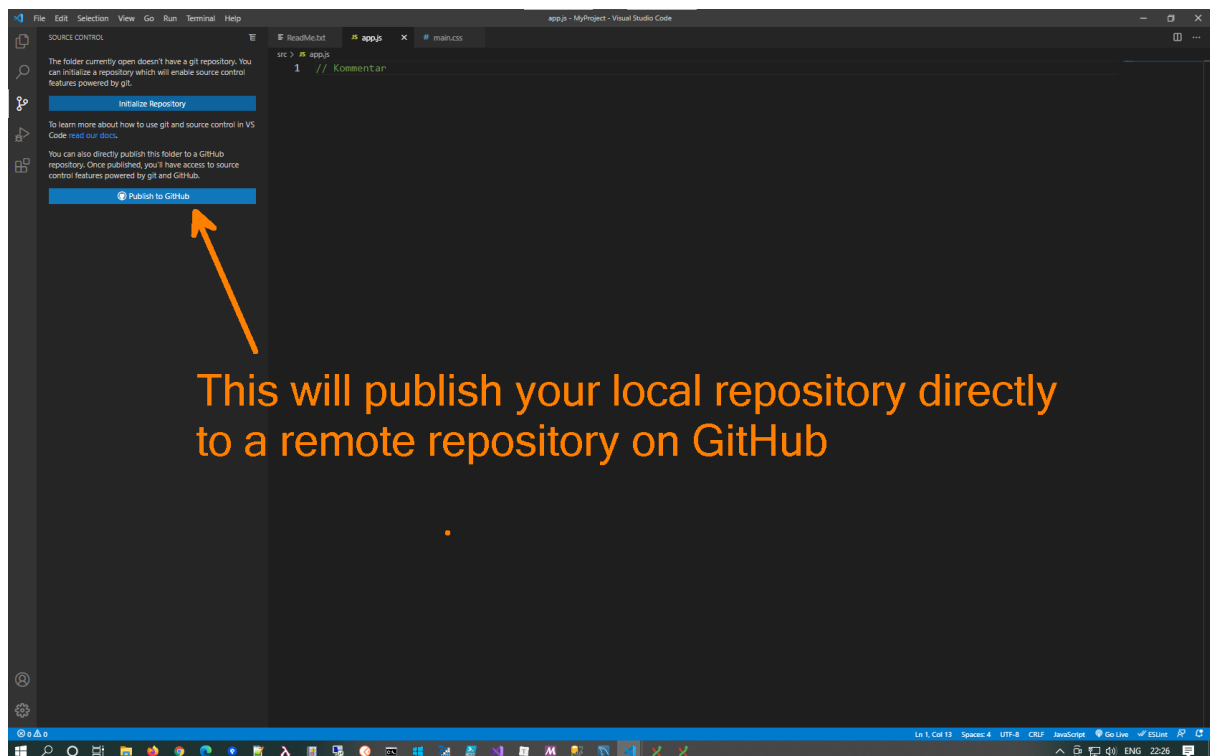 File Edit Selection View Go Run Terminal Help
app.js - MyProject - Visual Studio Code
SOURCE CONTROL
The folder currently open doesn't have a git repository. You
can initialize a repository which will enable source control
features powered by git.
Initialize Repository
To learn more about how to use git and source control in VS
Code read our docs.
You can also directly publish this folder to a GitHub
repository. Once published, you'll have access to source
control features powered by git and GitHub.
Publish to GitHub
ReadMe.txt JS app.js # main.css
src > JS app.js
1 // Kommentar
This will publish your local repository directly
to a remote repository on GitHub
0 0
Ln 1, Col 13 Spaces: 4 UTF-8 CRLF JavaScript Go Live ESLint
ENG 22:26